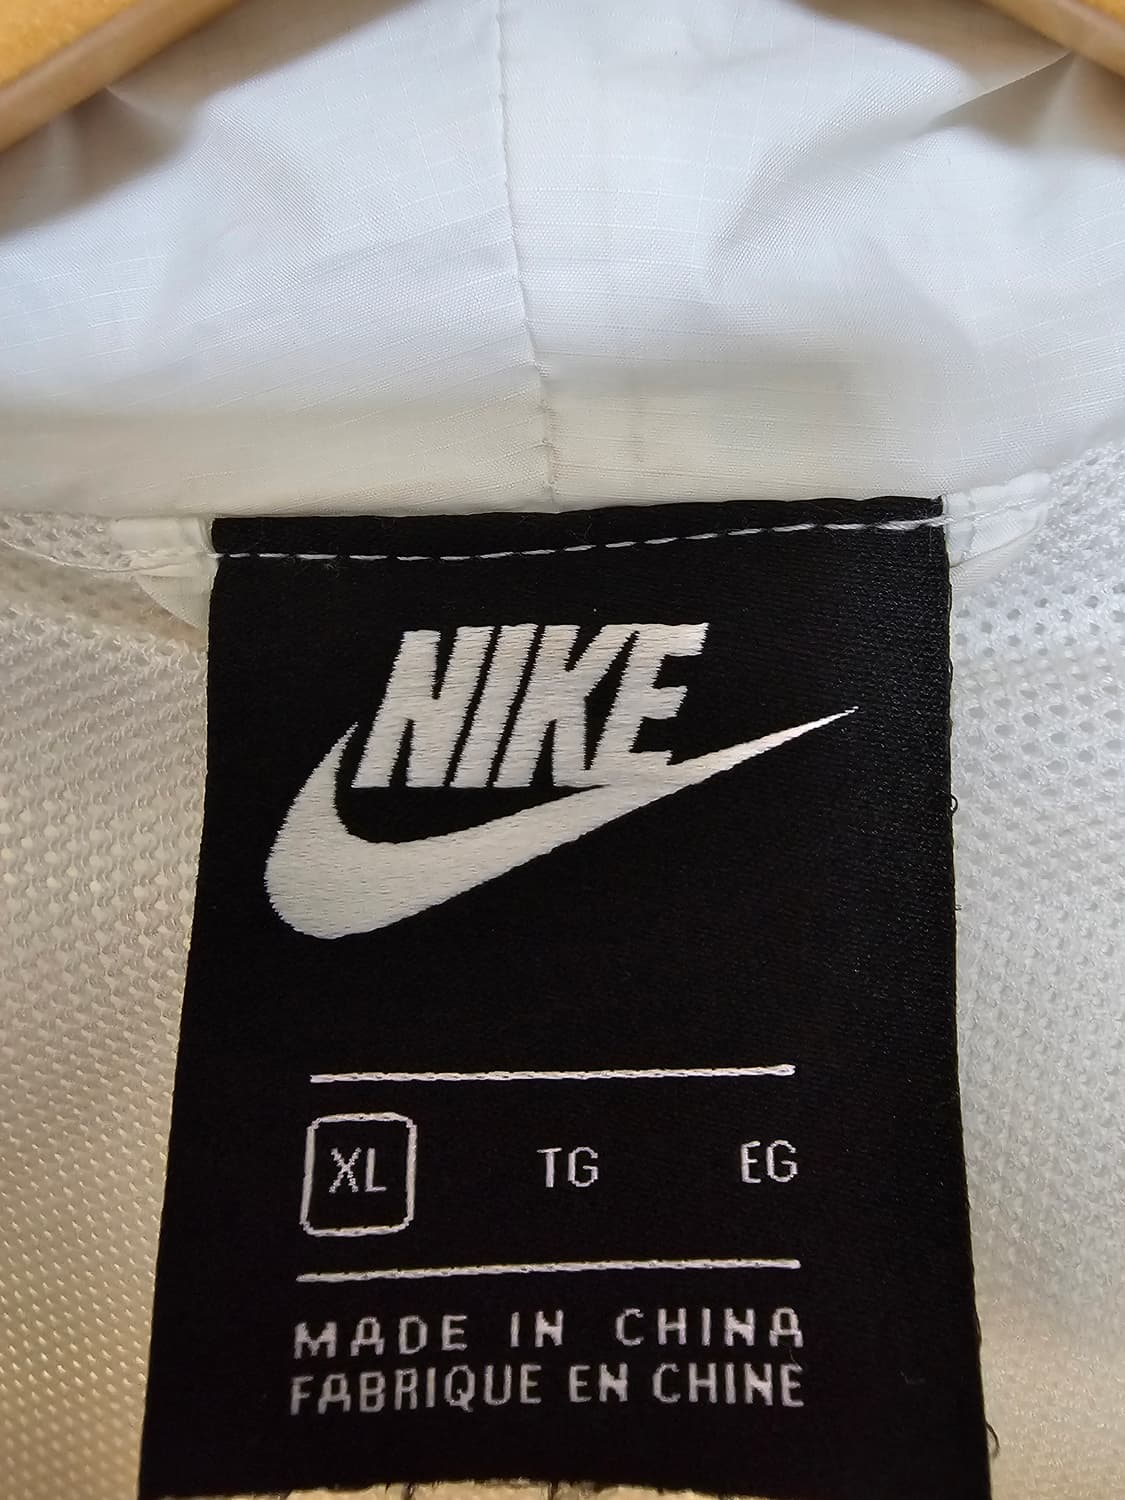 NIKE
XL TG EG
MADE IN CHINA
FABRIQUE EN CHINE